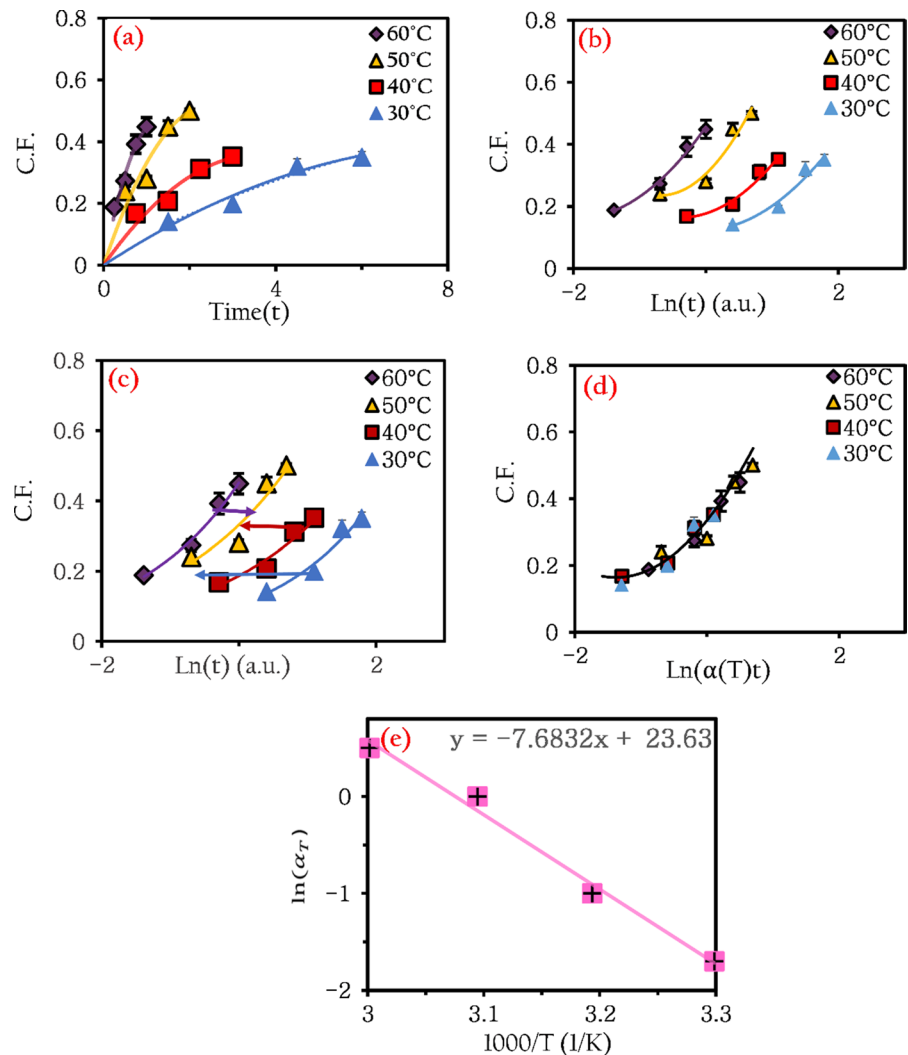 (a)
60°C
50°C
40°C
30°C
C.F.
0.8
0.6
0.4
0.2
0
0 4 8
Time(t)
(b)
60°C
50°C
40°C
30°C
C.F.
0.8
0.6
0.4
0.2
0
−2 2
Ln(t) (a.u.)
(c)
60°C
50°C
40°C
30°C
C.F.
0.8
0.6
0.4
0.2
0
−2 2
Ln(t) (a.u.)
(d)
60°C
50°C
40°C
30°C
C.F.
0.8
0.6
0.4
0.2
0
−2 2
Ln(α(T)t)
(e)
y = −7.6832x + 23.63
ln(α_T)
0
−1
−2
3 3.1 3.2 3.3
1000/T (1/K)